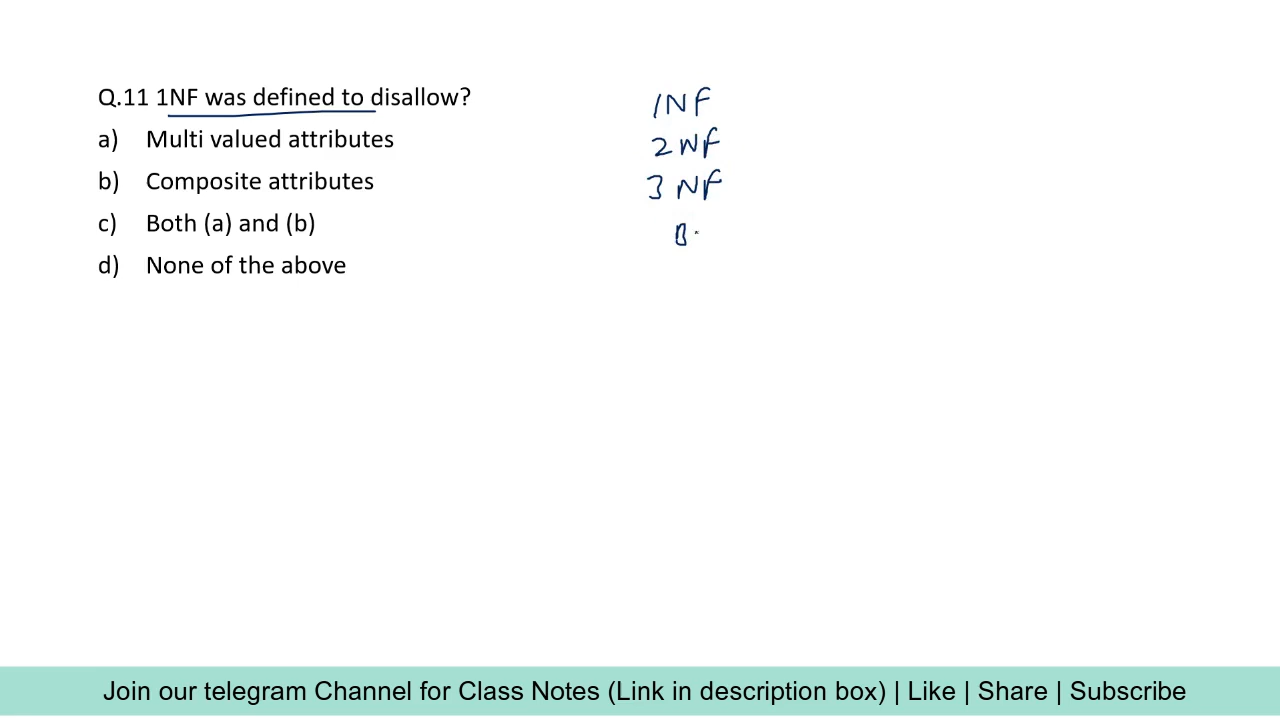 Q.11 1NF was defined to disallow?
a) Multi valued attributes
b) Composite attributes
c) Both (a) and (b)
d) None of the above
1NF
2NF
3NF
B
Join our telegram Channel for Class Notes (Link in description box) | Like | Share | Subscribe